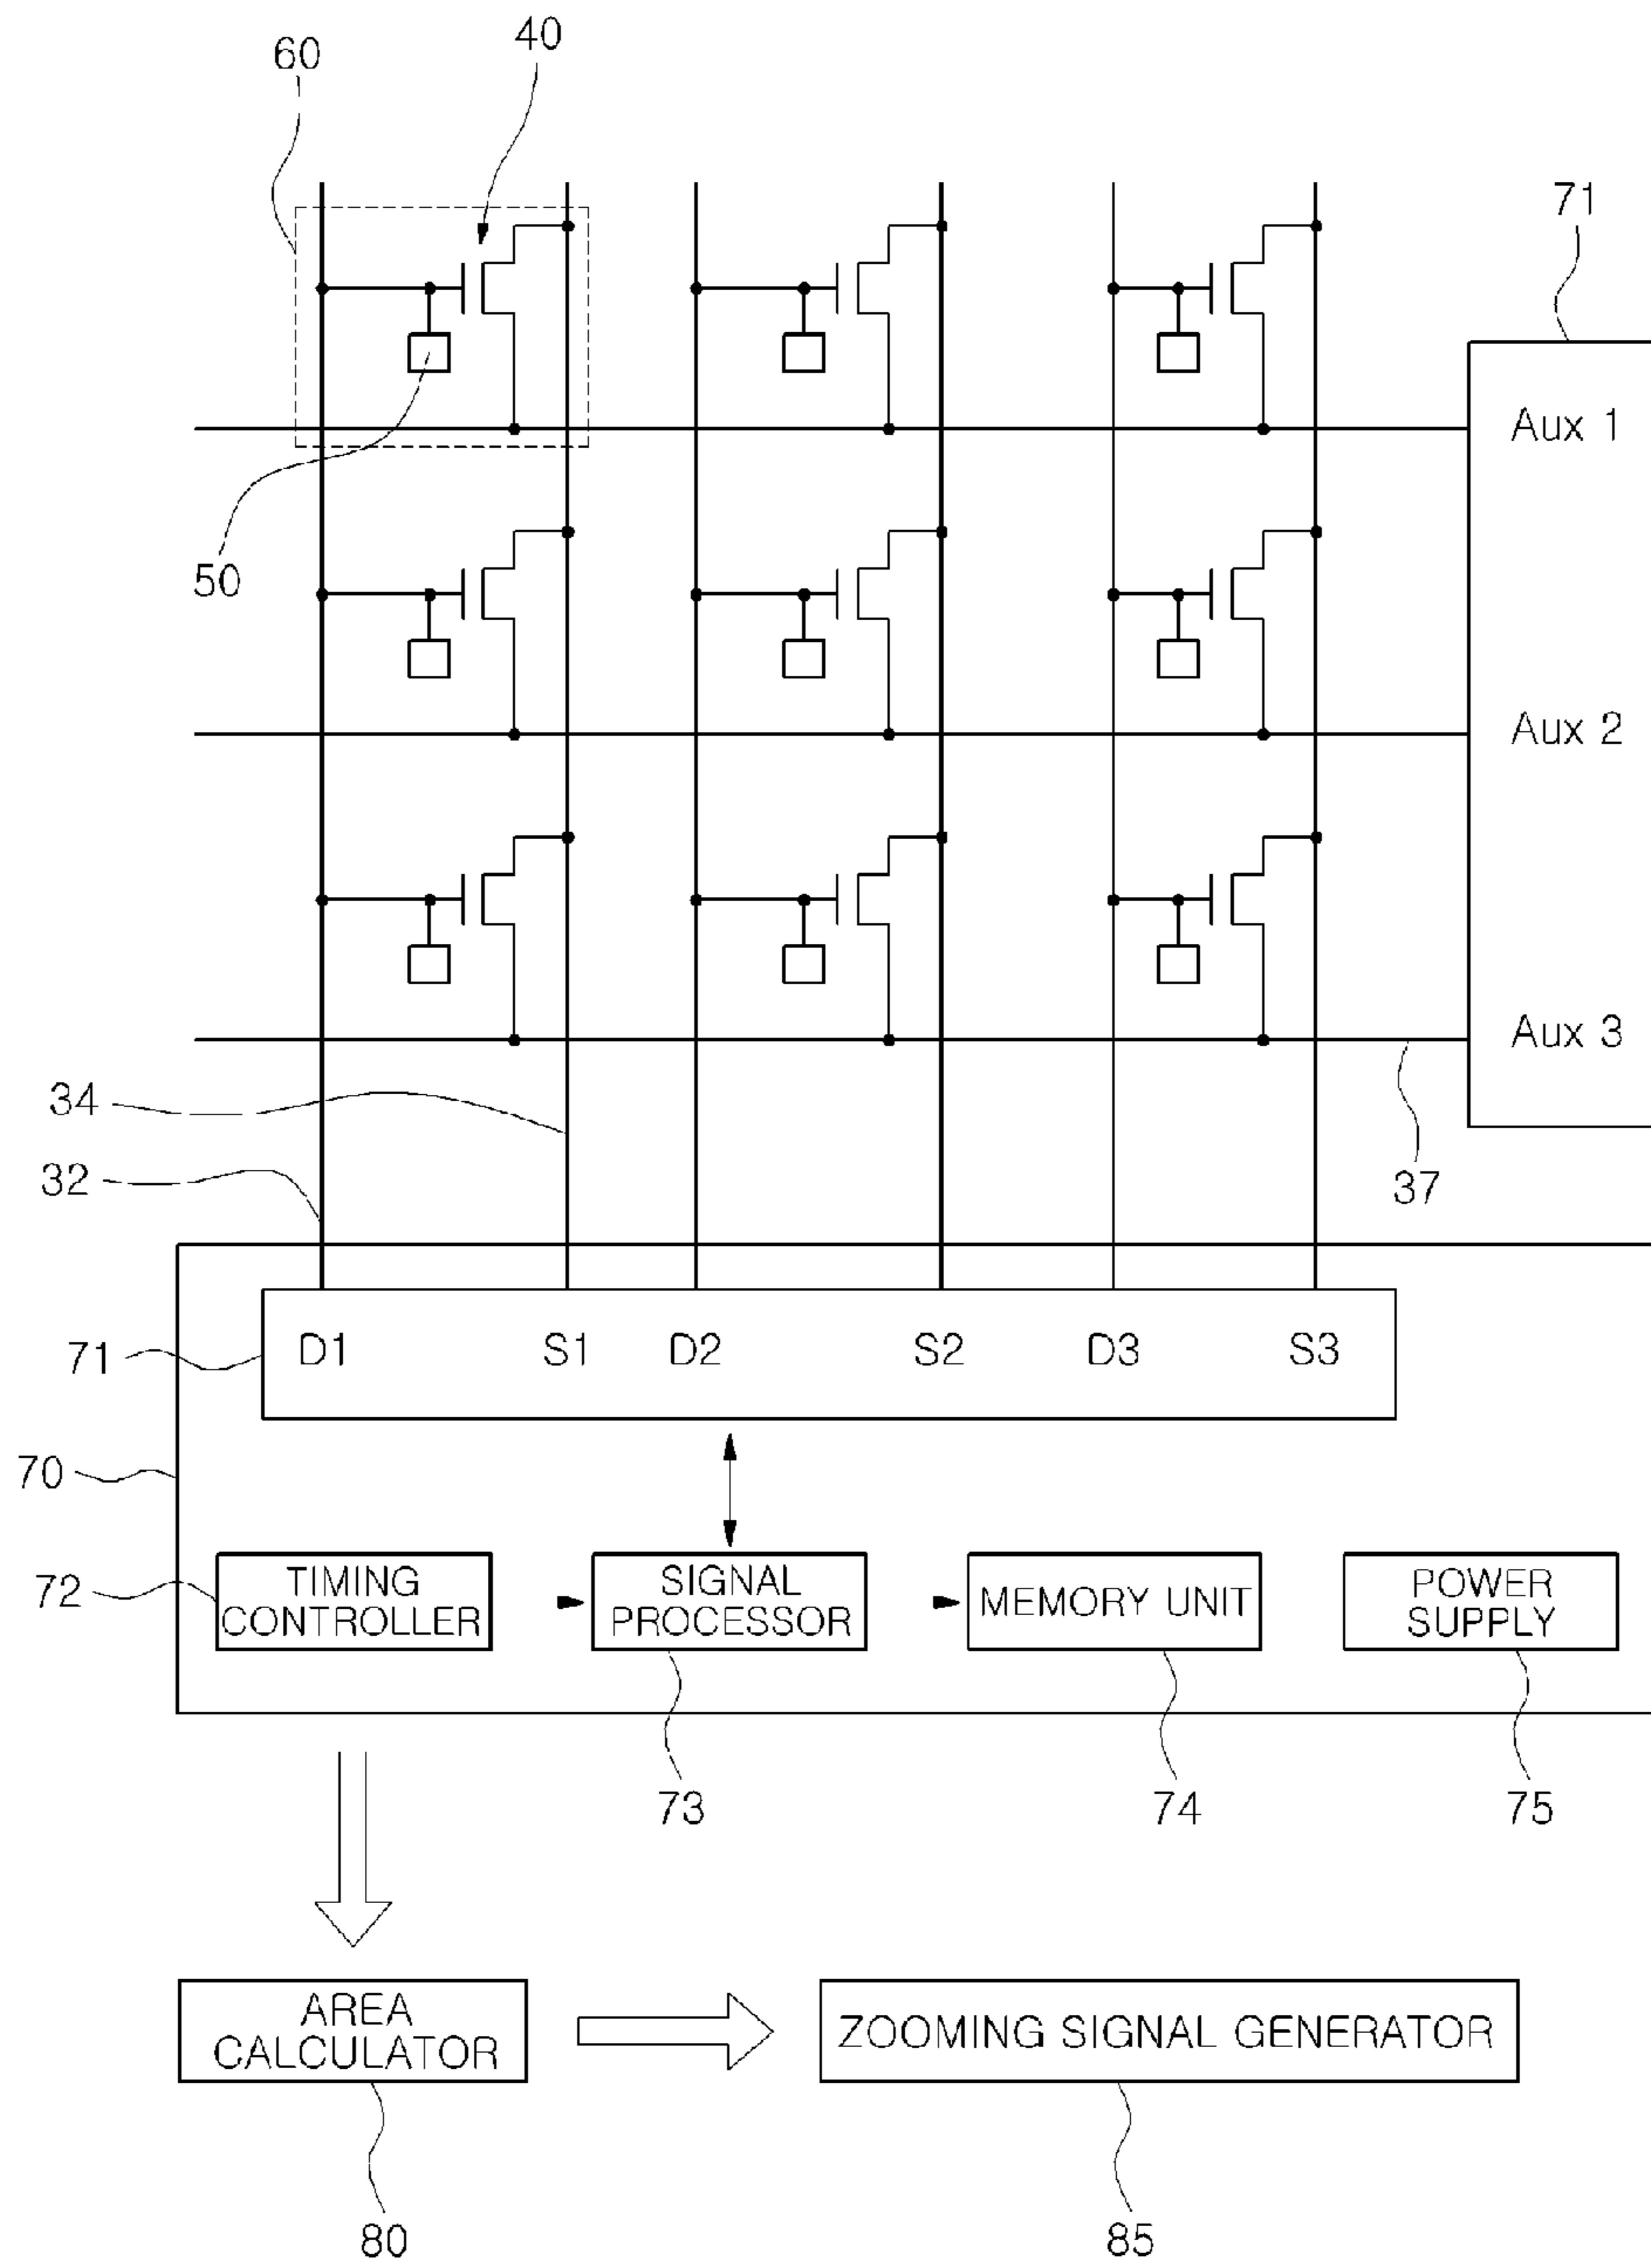 40
60
71
Aux 1
50
Aux 2
Aux 3
34
32
37
71
D1 S1 D2 S2 D3 S3
70
72
TIMING
CONTROLLER
SIGNAL
PROCESSOR
MEMORY UNIT
POWER
SUPPLY
73
74
75
AREA
CALCULATOR
ZOOMING SIGNAL GENERATOR
80
85